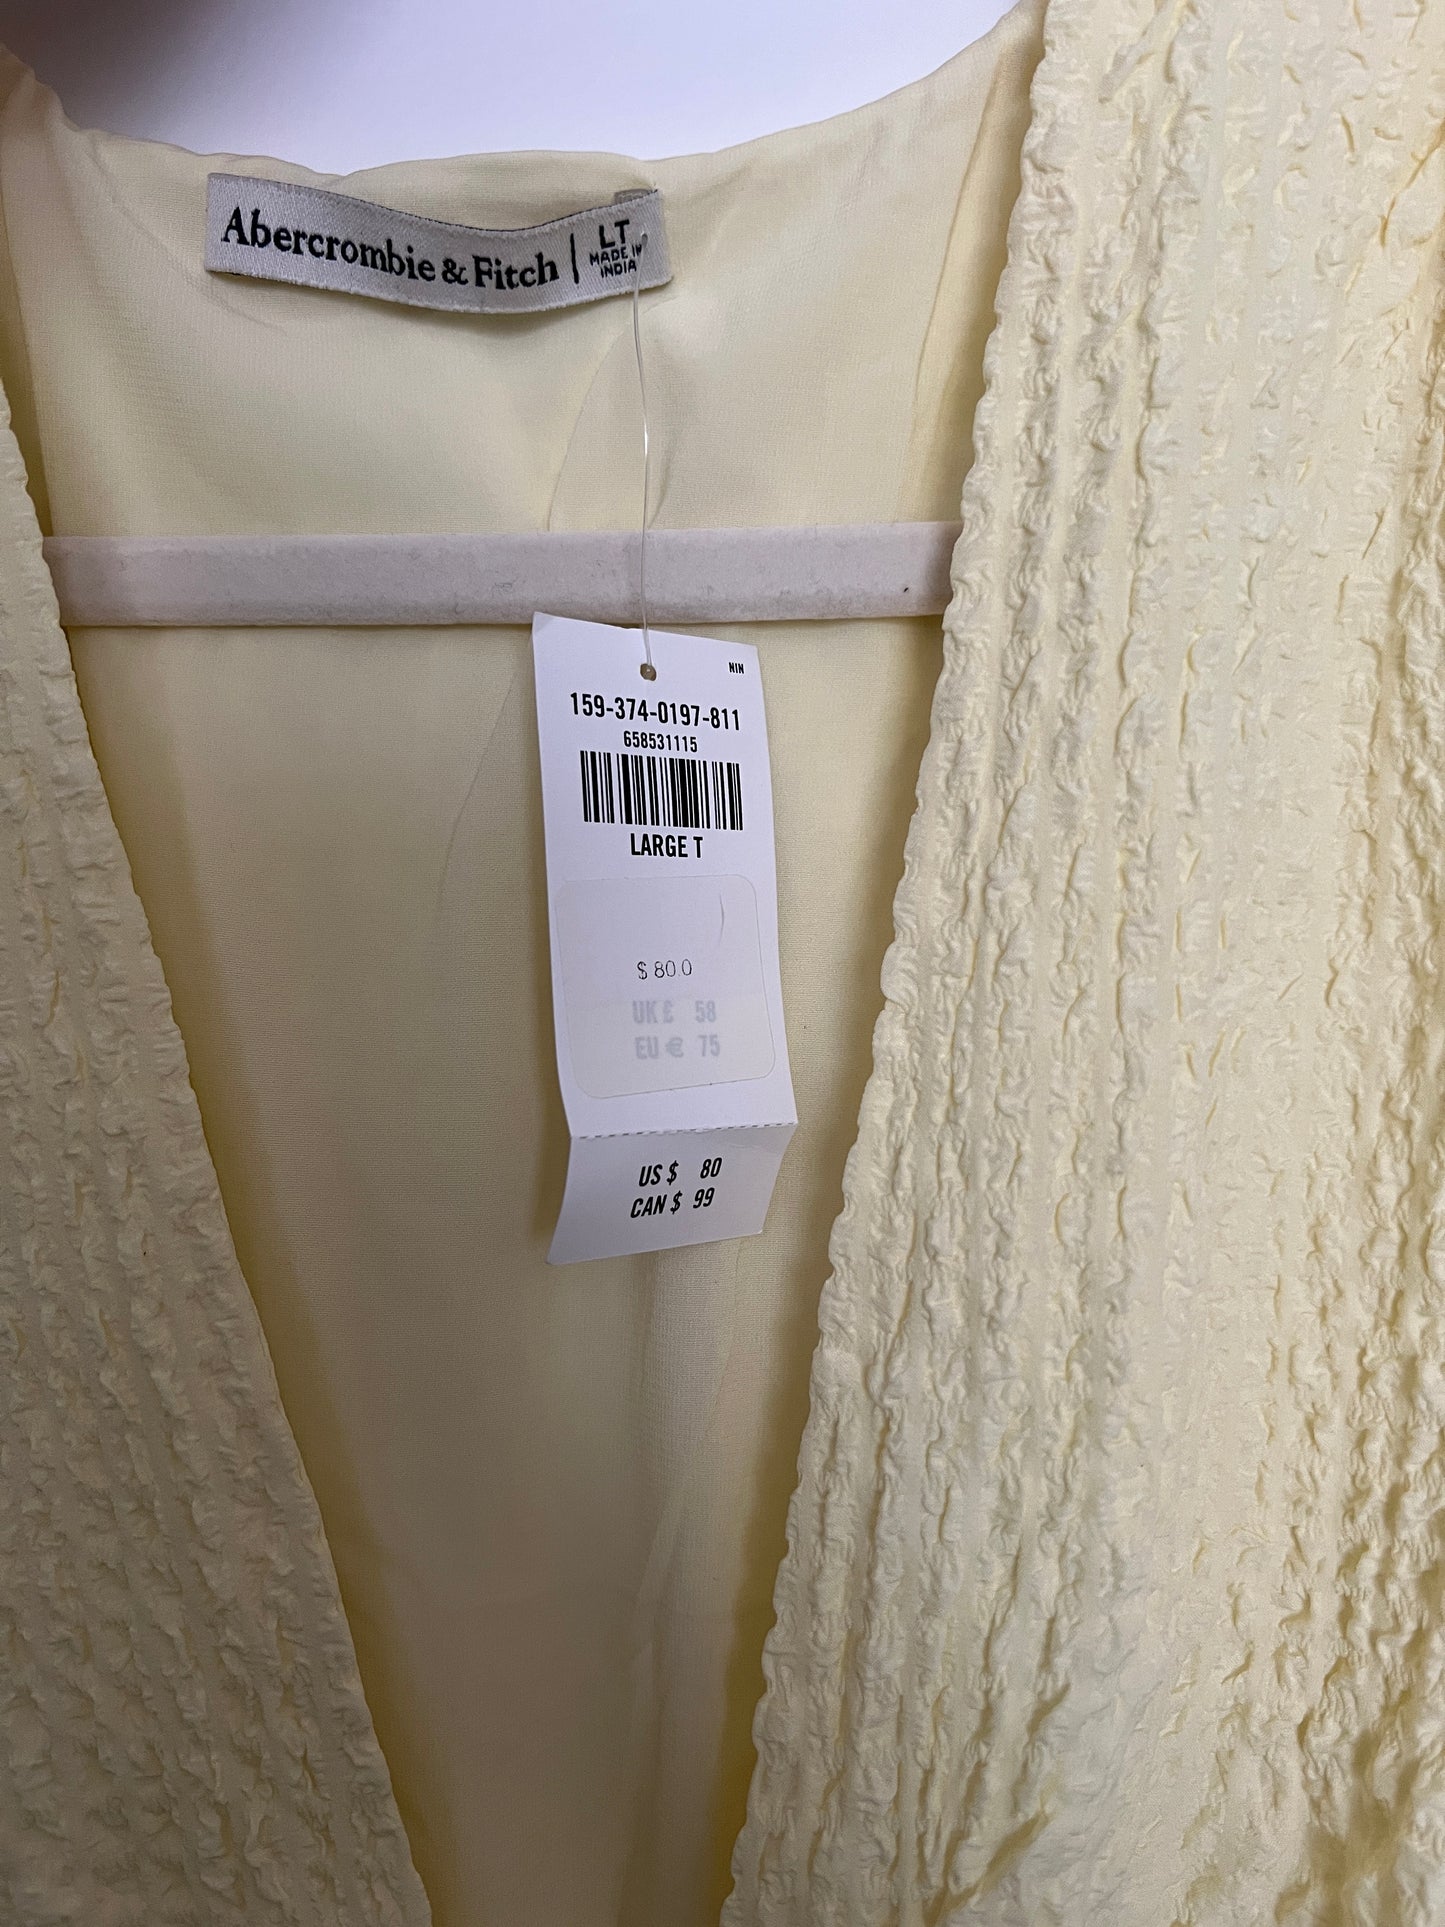 Abercrombie & Fitch | LT
MADE IN
INDIA
NIN
159-374-0197-811
658531115
LARGE T
$ 80.0
UK £ 58
EU € 75
US $ 80
CAN $ 99